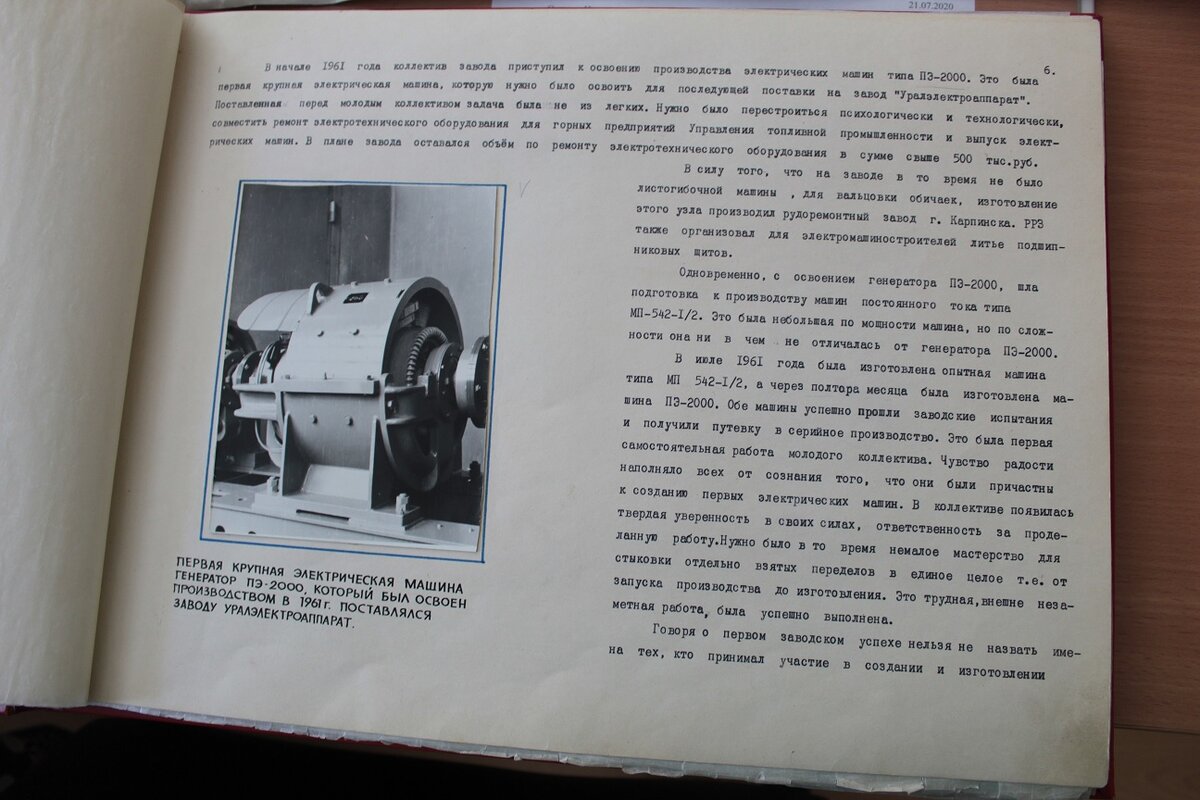 21.07.2020
6.
В начале 1961 года коллектив завода приступил к освоению производства электрических машин типа ПЭ-2000. Это была
первая крупная электрическая машина, которую нужно было освоить для последующей поставки на завод "Уралэлектроаппарат".
Поставленная перед молодым коллективом задача была не из легких. Нужно было перестроиться психологически и технологически,
совместить ремонт электротехнического оборудования для горных предприятий Управления топливной промышленности и выпуск элект-
рических машин. В плане завода оставался объём по ремонту электротехнического оборудования в сумме свыше 500 тыс.руб.
В силу того, что на заводе в то время не было
листогибочной машины , для вальцовки обичаек, изготовление
этого узла производил рудоремонтный завод г. Карпинска. РРЗ
также организовал для электромашиностроителей литье подшип-
никовых щитов.
Одновременно, с освоением генератора ПЭ-2000, шла
подготовка к производству машин постоянного тока типа
МП-542-I/2. Это была небольшая по мощности машина, но по слож-
ности она ни в чем не отличалась от генератора ПЭ-2000.
В июле 1961 года была изготовлена опытная машина
типа МП 542-I/2, а через полтора месяца была изготовлена ма-
шина ПЭ-2000. Обе машины успешно прошли заводские испытания
и получили путевку в серийное производство. Это была первая
самостоятельная работа молодого коллектива. Чувство радости
наполняло всех от сознания того, что они были причастны
к созданию первых электрических машин. В коллективе появилась
твердая уверенность в своих силах, ответственность за проде-
ланную работу.Нужно было в то время немалое мастерство для
стыковки отдельно взятых переделов в единое целое т.е. от
запуска производства до изготовления. Это трудная,внешне неза-
метная работа, была успешно выполнена.
Говоря о первом заводском успехе нельзя не назвать име-
на тех, кто принимал участие в создании и изготовлении
ПЕРВАЯ КРУПНАЯ ЭЛЕКТРИЧЕСКАЯ МАШИНА
ГЕНЕРАТОР ПЭ-2000, КОТОРЫЙ БЫЛ ОСВОЕН
ПРОИЗВОДСТВОМ В 1961 г. ПОСТАВЛЯЛСЯ
ЗАВОДУ УРАЛЭЛЕКТРОАППАРАТ.